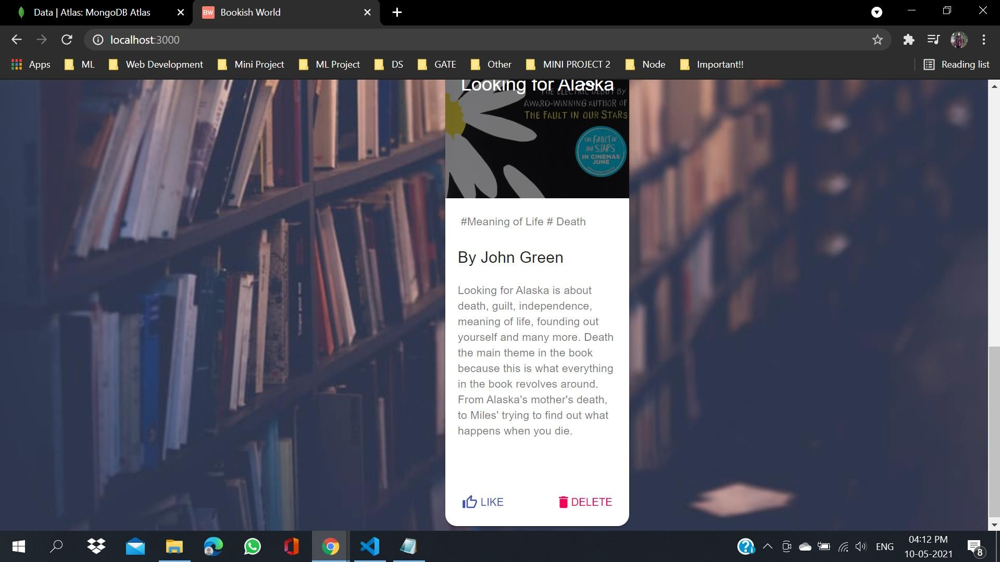 Data | Atlas: MongoDB Atlas
BW Bookish World
localhost:3000
Apps ML Web Development Mini Project ML Project DS GATE Other MINI PROJECT 2 Node Important!! Reading list
Looking for Alaska
THE ELECTRIC DEBUT BY
AWARD-WINNING AUTHOR OF
THE FAULT IN OUR STARS
THE FAULT IN
OUR STARS
IN CINEMAS
JUNE
#Meaning of Life # Death
By John Green
Looking for Alaska is about
death, guilt, independence,
meaning of life, founding out
yourself and many more. Death
the main theme in the book
because this is what everything
in the book revolves around.
From Alaska's mother's death,
to Miles' trying to find out what
happens when you die.
LIKE DELETE
ENG
04:12 PM
10-05-2021
8